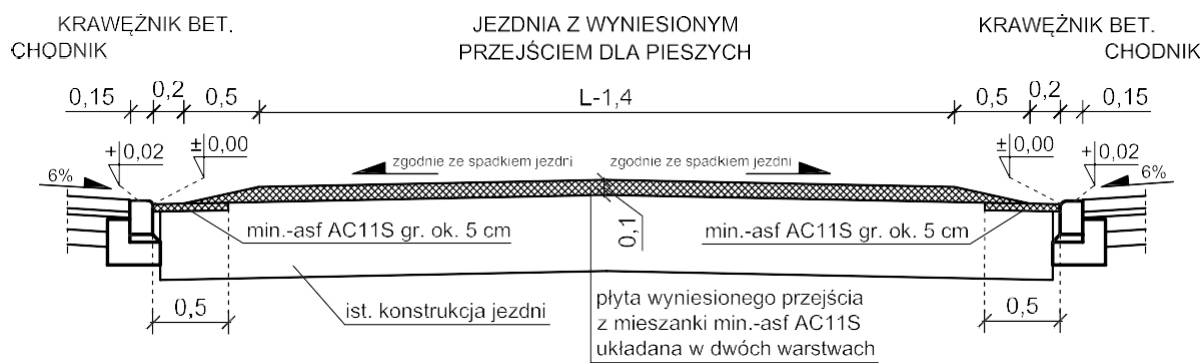 KRAWĘŻNIK BET.
CHODNIK
JEZDNIA Z WYNIESIONYM
PRZEJŚCIEM DLA PIESZYCH
KRAWĘŻNIK BET.
CHODNIK
0,15
0,2
0,5
L-1,4
0,5
0,2
0,15
+0,02
±0,00
zgodnie ze spadkiem jezdni
zgodnie ze spadkiem jezdni
±0,00
+0,02
6%
6%
min.-asf AC11S gr. ok. 5 cm
0,1
min.-asf AC11S gr. ok. 5 cm
0,5
ist. konstrukcja jezdni
płyta wyniesionego przejścia
z mieszanki min.-asf AC11S
układana w dwóch warstwach
0,5